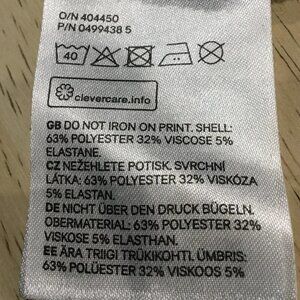 O/N 404450
P/N 0499438 5
40
clevercare.info
GB DO NOT IRON ON PRINT. SHELL:
63% POLYESTER 32% VISCOSE 5%
ELASTANE.
CZ NEŽEHLETE POTISK. SVRCHNÍ
LÁTKA: 63% POLYESTER 32% VISKÓZA
5% ELASTAN.
DE NICHT ÜBER DEN DRUCK BÜGELN.
OBERMATERIAL: 63% POLYESTER 32%
VISKOSE 5% ELASTHAN.
EE ÄRA TRIIGI TRÜKIKOHTI. ÜMBRIS:
63% POLÜESTER 32% VISKOOS 5%